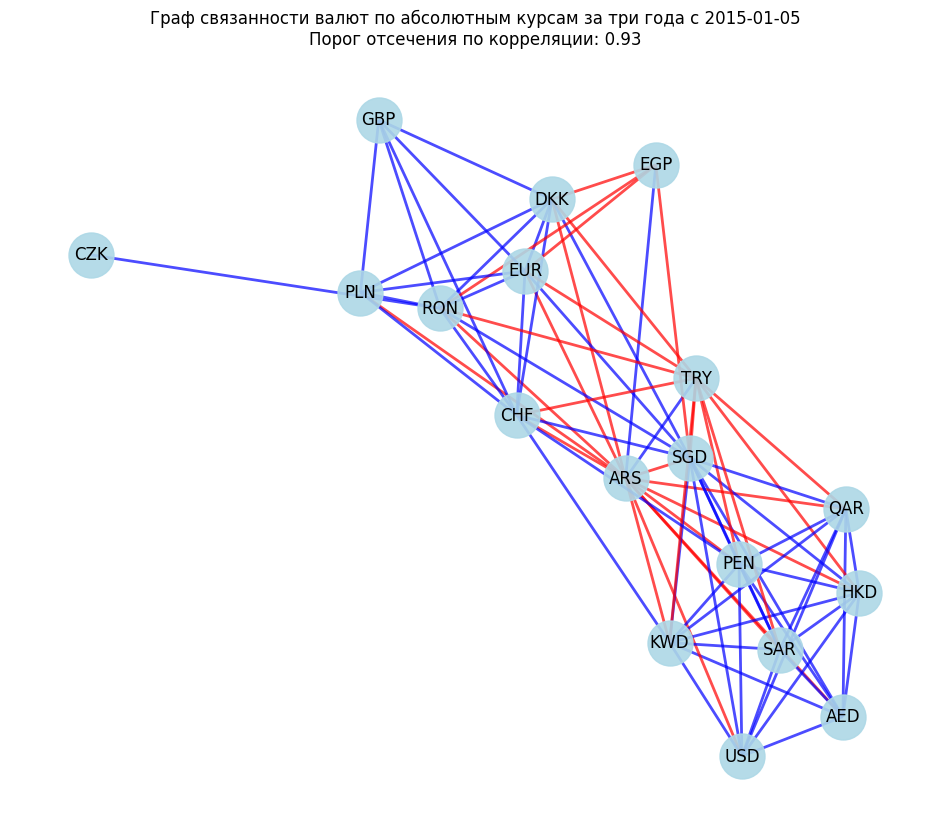 Граф связанности валют по абсолютным курсам за три года с 2015-01-05
Порог отсечения по корреляции: 0.93
GBP
EGP
DKK
CZK
EUR
PLN
RON
TRY
CHF
SGD
ARS
QAR
PEN
HKD
KWD
SAR
AED
USD